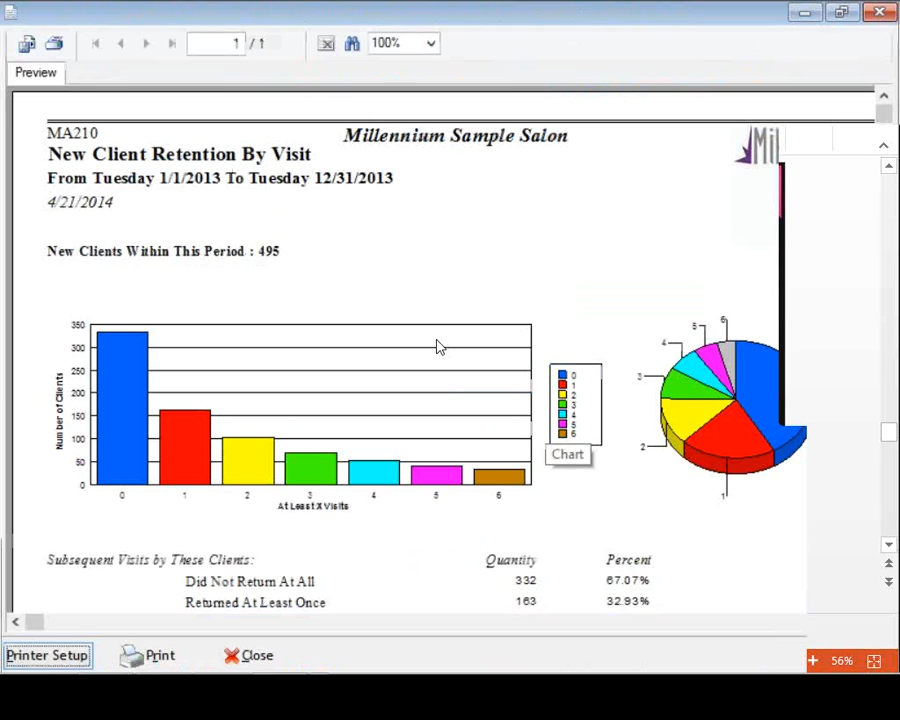 1 / 1
100%
Preview
MA210
Millennium Sample Salon
Mil
New Client Retention By Visit
From Tuesday 1/1/2013 To Tuesday 12/31/2013
4/21/2014
New Clients Within This Period : 495
350
300
250
200
150
100
50
0
Number of Clients
0 1 2 3 4 5 6
At Least X Visits
0
1
2
3
4
5
6
Chart
6
5
4
3
2
1
Subsequent Visits by These Clients: Quantity Percent
Did Not Return At All 332 67.07%
Returned At Least Once 163 32.93%
Printer Setup Print Close
56%